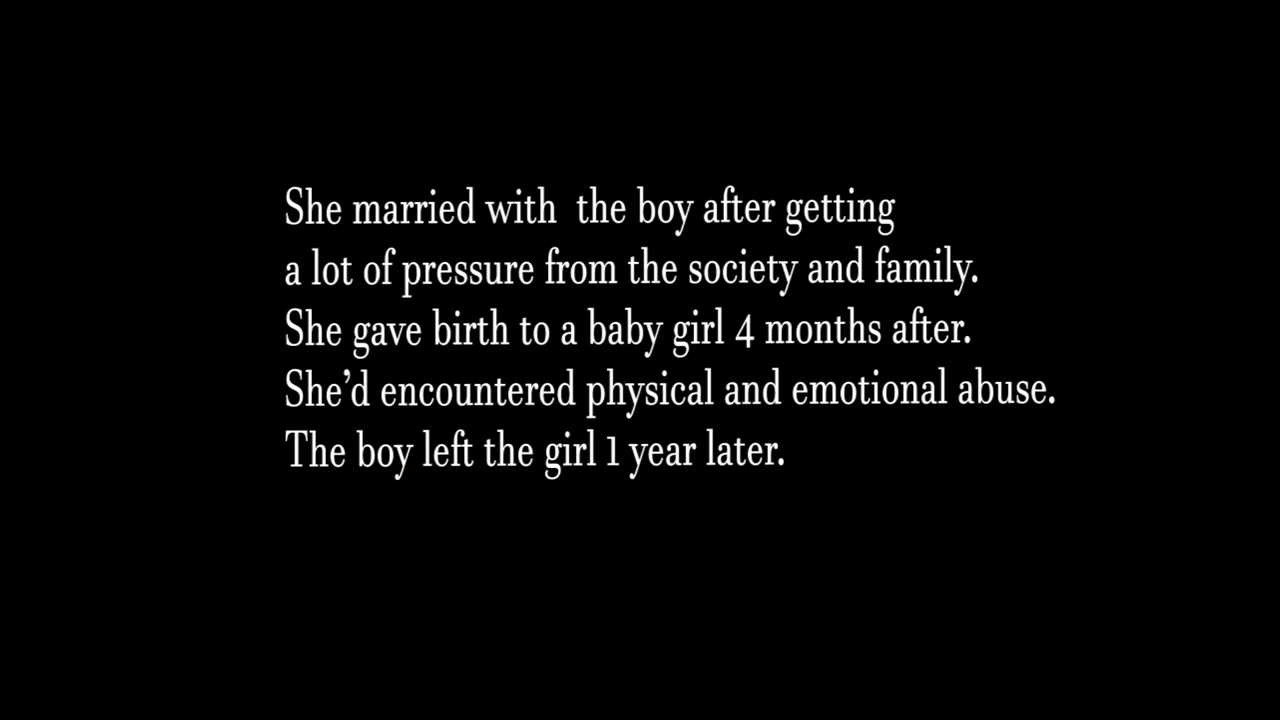 She married with  the boy after getting
a lot of pressure from the society and family.
She gave birth to a baby girl 4 months after.
She’d encountered physical and emotional abuse.
The boy left the girl 1 year later.